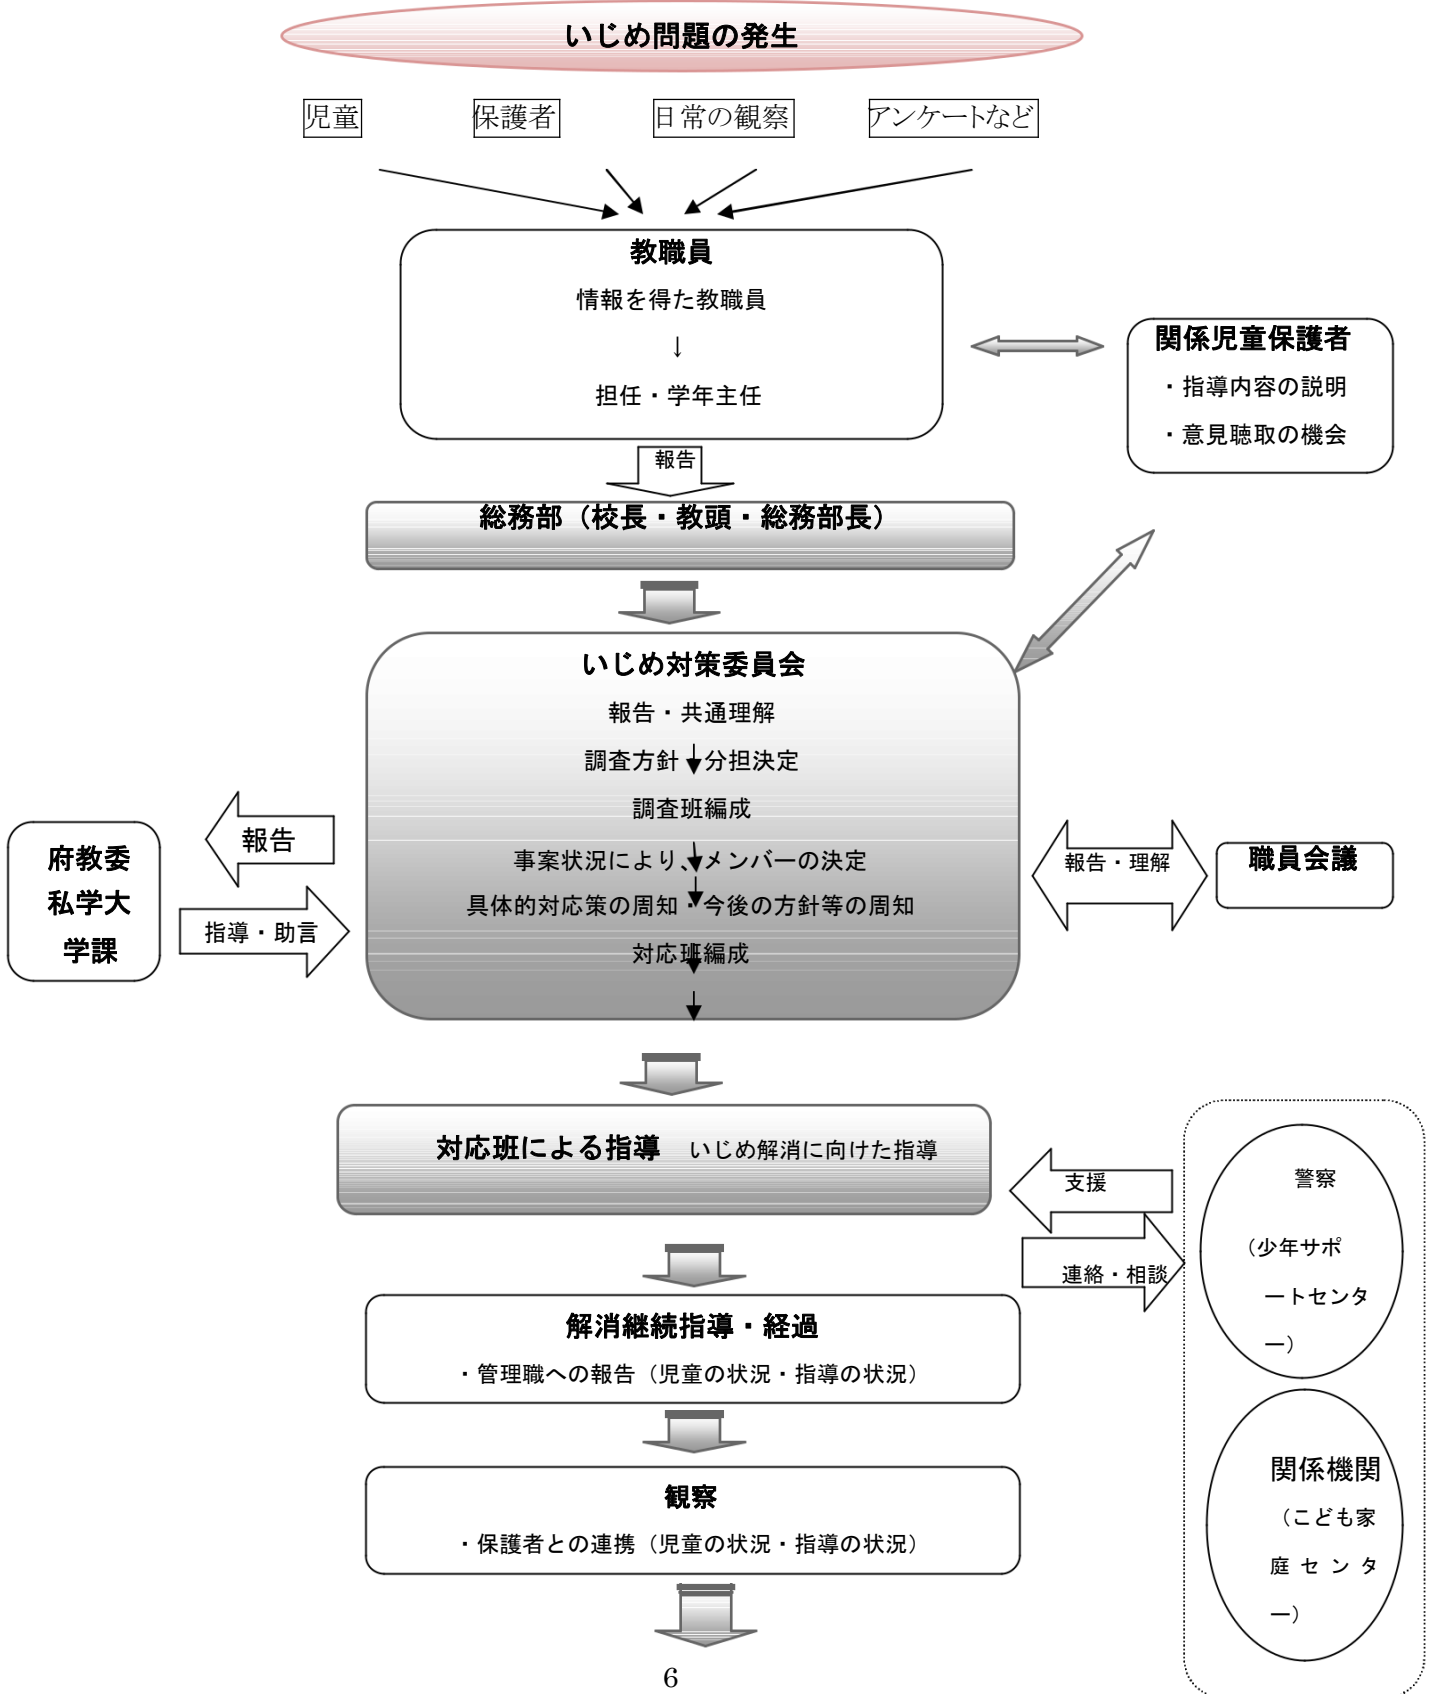 いじめ問題の発生
児童
保護者
日常の観察
アンケートなど
教職員
情報を得た教職員
↓
担任・学年主任
関係児童保護者
・指導内容の説明
・意見聴取の機会
報告
総務部（校長・教頭・総務部長）
いじめ対策委員会
報告・共通理解
調査方針・分担決定
調査班編成
事案状況により、メンバーの決定
具体的対応策の周知・今後の方針等の周知
対応班編成
報告
指導・助言
府教委
私学大
学課
報告・理解
職員会議
対応班による指導　いじめ解消に向けた指導
支援
連絡・相談
警察
（少年サポ
ートセンタ
ー）
解消継続指導・経過
・管理職への報告（児童の状況・指導の状況）
観察
・保護者との連携（児童の状況・指導の状況）
関係機関
（こども家
庭センタ
ー）
6